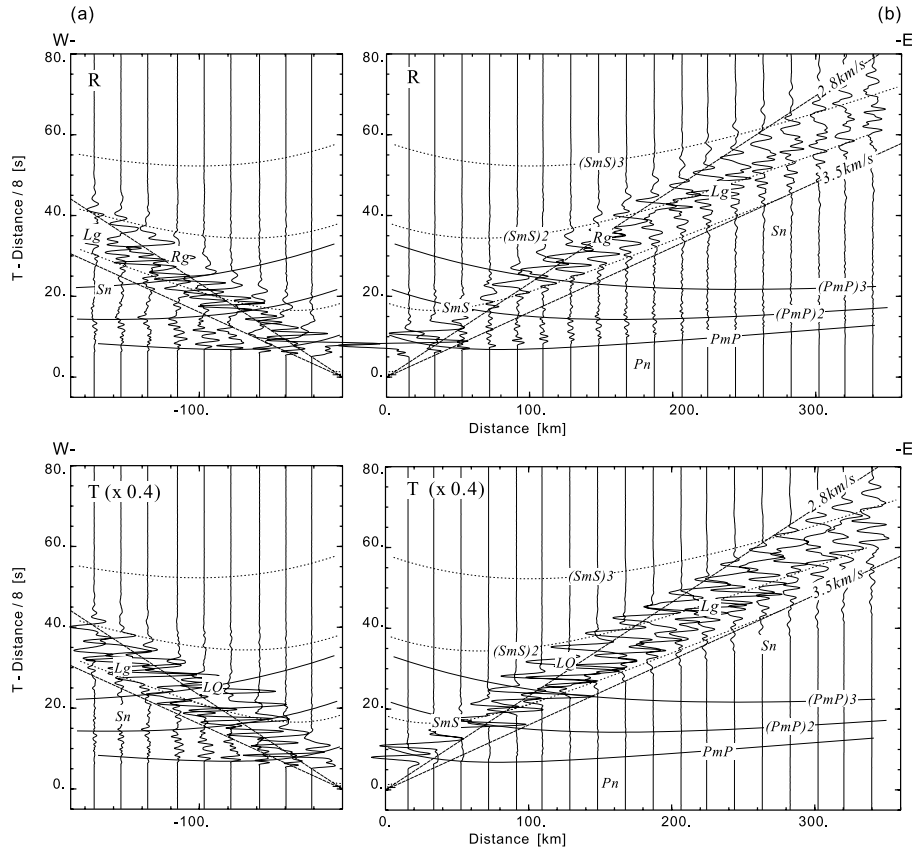 (a) (b)
W- -E
R R
2.8km/s
(SmS)3
3.5km/s
Lg
Sn
Lg
(SmS)2
Rg
Rg
Sn
SmS
(PmP)3
(PmP)2
PmP
Pn
80.
60.
40.
20.
0.
T - Distance / 8 [s]
-100. 0. 100. 200. 300.
Distance [km]
W- -E
T (x 0.4) T (x 0.4)
2.8km/s
(SmS)3
Lg
3.5km/s
(SmS)2
LQ
Sn
Lg
LQ
Sn
SmS
(PmP)3
(PmP)2
PmP
Pn
80.
60.
40.
20.
0.
T - Distance / 8 [s]
-100. 0. 100. 200. 300.
Distance [km]